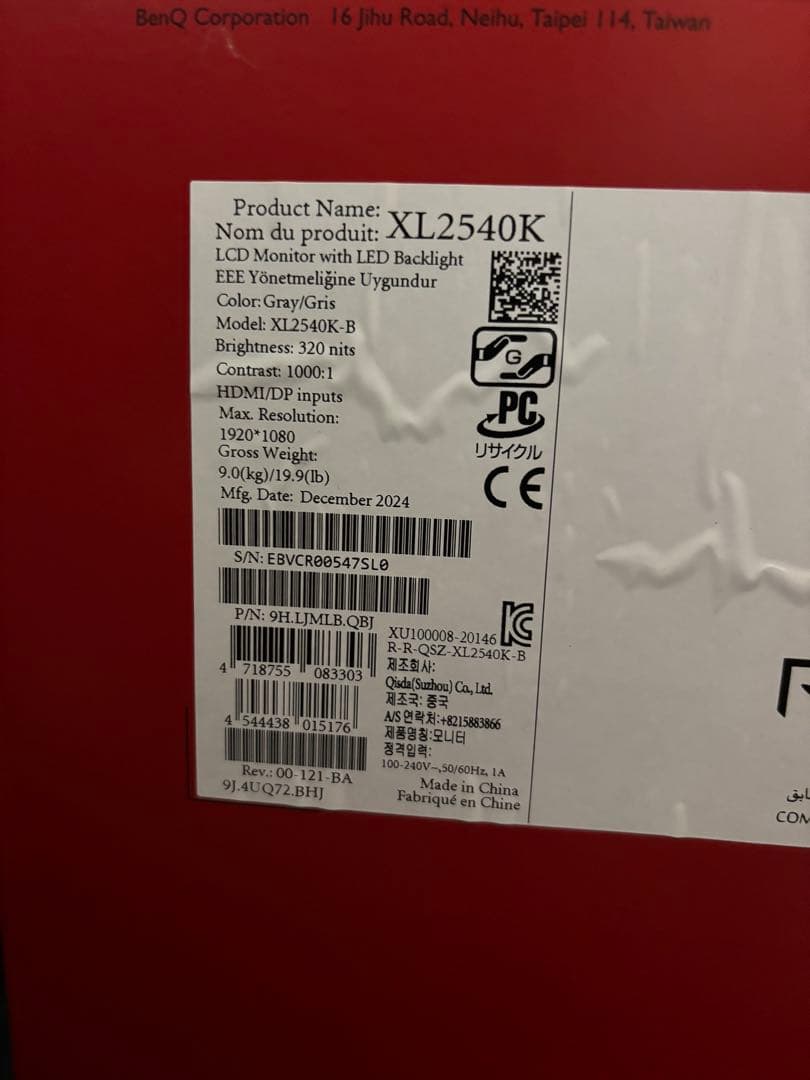 BenQ Corporation 16 Jihu Road, Neihu, Taipei 114, Taiwan
Product Name:
Nom du produit: XL2540K
LCD Monitor with LED Backlight
EEE Yönetmeliğine Uygundur
Color:Gray/Gris
Model: XL2540K-B
Brightness: 320 nits
Contrast: 1000:1
HDMI/DP inputs
Max. Resolution:
1920*1080
Gross Weight:
9.0(kg)/19.9(lb)
Mfg. Date: December 2024
G
PC
リサイクル
CE
S/N: EBVCR00547SL0
P/N: 9H.LJMLB.QBJ
4 718755 083303
4 544438 015176
Rev.: 00-121-BA
9J.4UQ72.BHJ
XU100008-20146
R-R-QSZ-XL2540K-B
제조회사:
Qisda(Suzhou) Co., Ltd.
제조국: 중국
A/S 연락처:+8215883866
제품명칭:모니터
정격입력:
100-240V~,50/60Hz, 1A
Made in China
Fabriqué en Chine